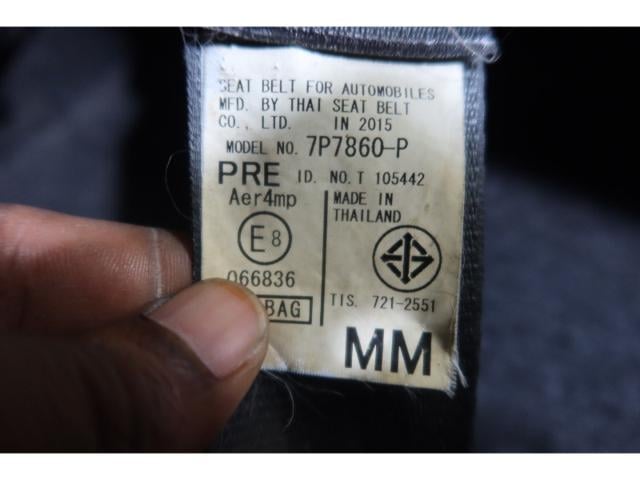 SEAT BELT FOR AUTOMOBILES
MFD. BY THAI SEAT BELT
CO., LTD. IN 2015
MODEL NO. 7P7860-P
PRE ID. NO. T 105442
Aer4mp
E8
066836
BAG
MADE IN
THAILAND
TIS. 721-2551
MM